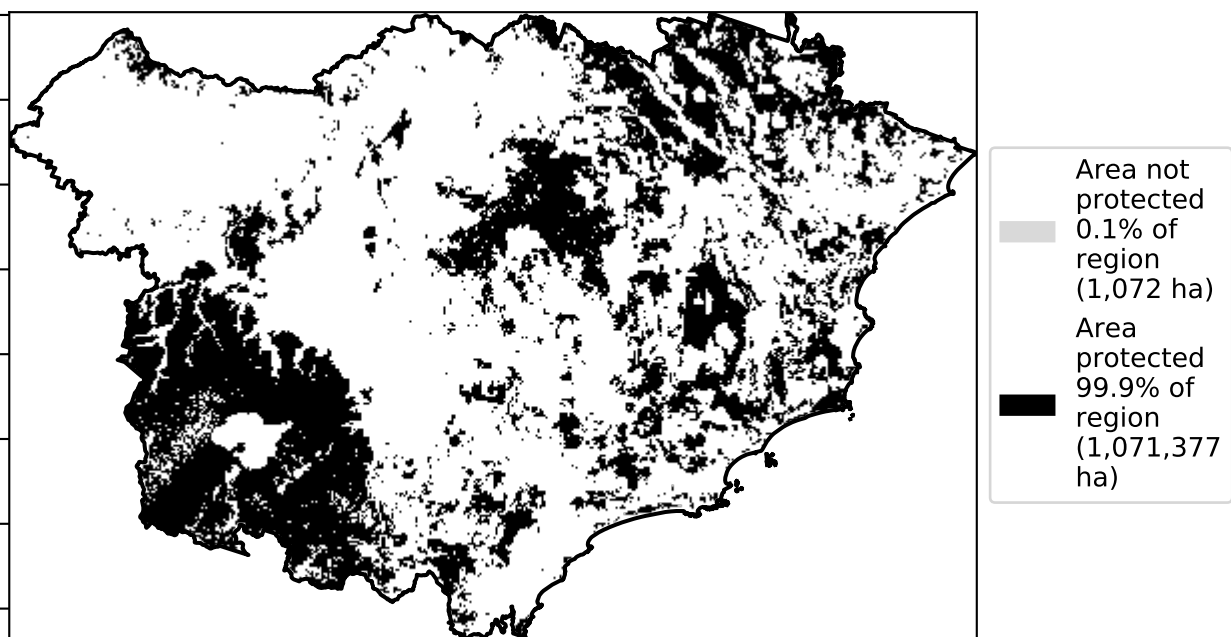 Area not
protected
0.1% of
region
(1,072 ha)
Area
protected
99.9% of
region
(1,071,377
ha)